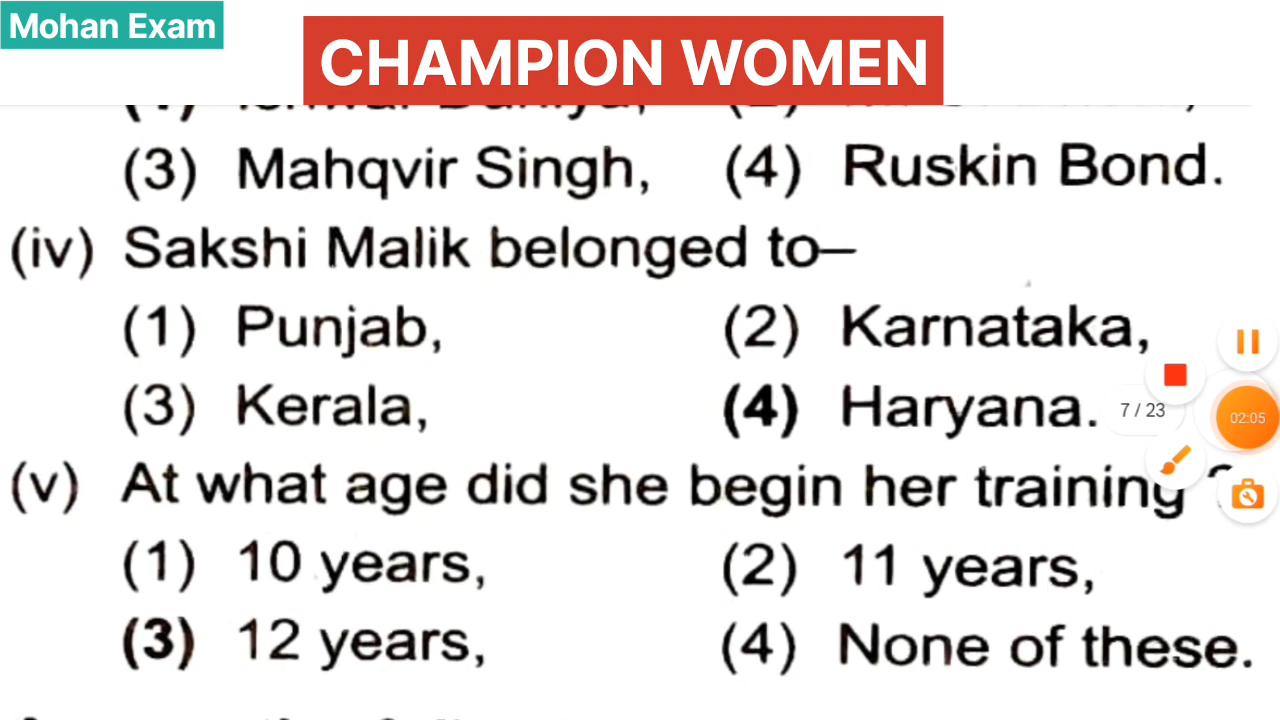 Mohan Exam
CHAMPION WOMEN
(3) Mahqvir Singh, (4) Ruskin Bond.
(iv) Sakshi Malik belonged to–
(1) Punjab, (2) Karnataka,
(3) Kerala, (4) Haryana.
7 / 23
02:05
(v) At what age did she begin her training ?
(1) 10 years, (2) 11 years,
(3) 12 years, (4) None of these.